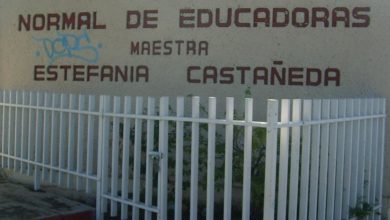 NORMAL DE EDUCADORAS
MAESTRA
ESTEFANIA CASTAÑEDA